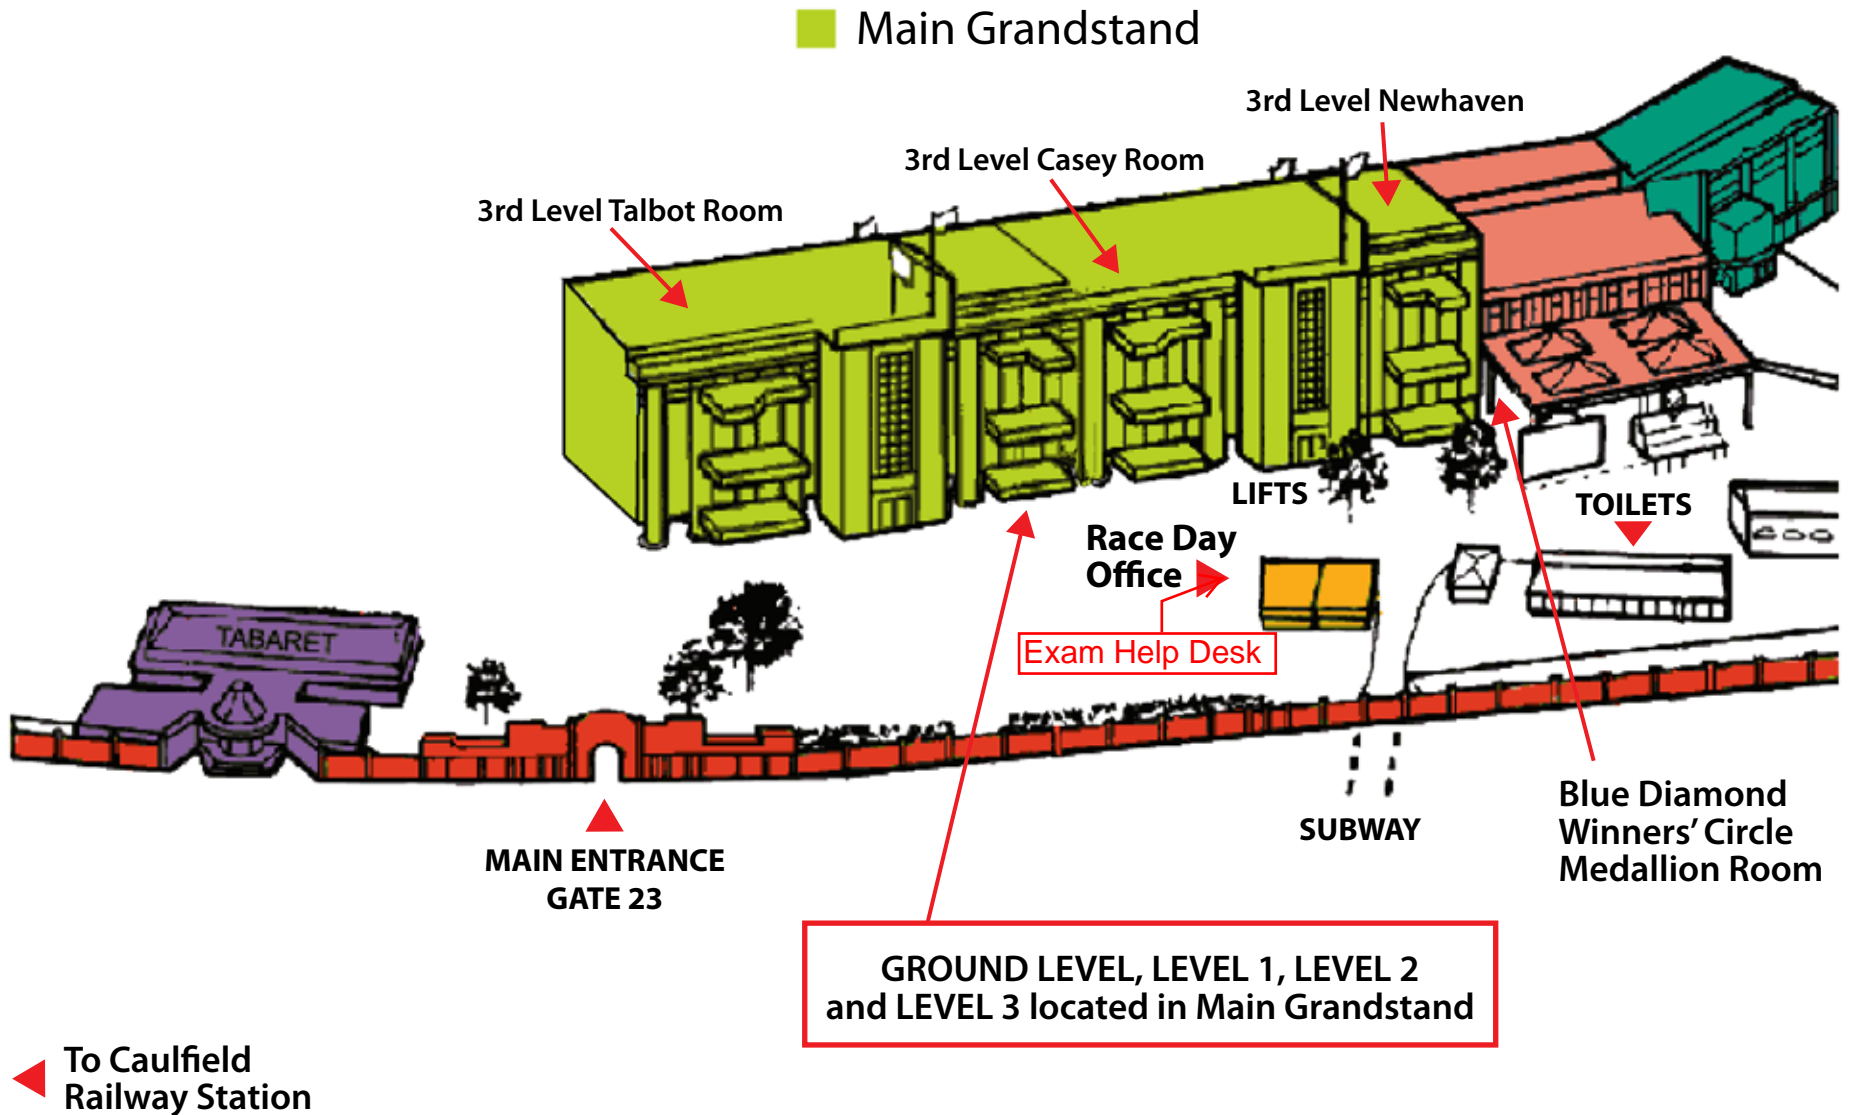 Main Grandstand
3rd Level Newhaven
3rd Level Casey Room
3rd Level Talbot Room
LIFTS
TOILETS
Race Day
Office
Exam Help Desk
TABARET
MAIN ENTRANCE
GATE 23
SUBWAY
Blue Diamond
Winners’ Circle
Medallion Room
GROUND LEVEL, LEVEL 1, LEVEL 2
and LEVEL 3 located in Main Grandstand
To Caulfield
Railway Station